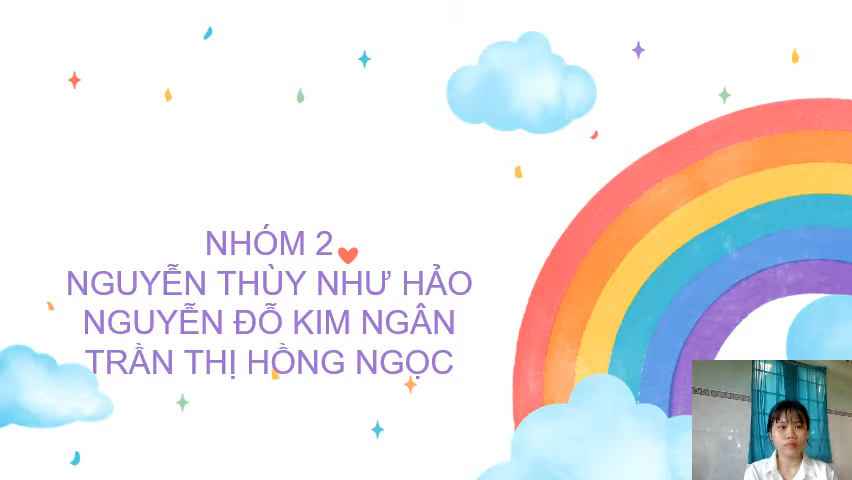 NHÓM 2
NGUYỄN THÙY NHƯ HẢO
NGUYỄN ĐỖ KIM NGÂN
TRẦN THỊ HỒNG NGỌC